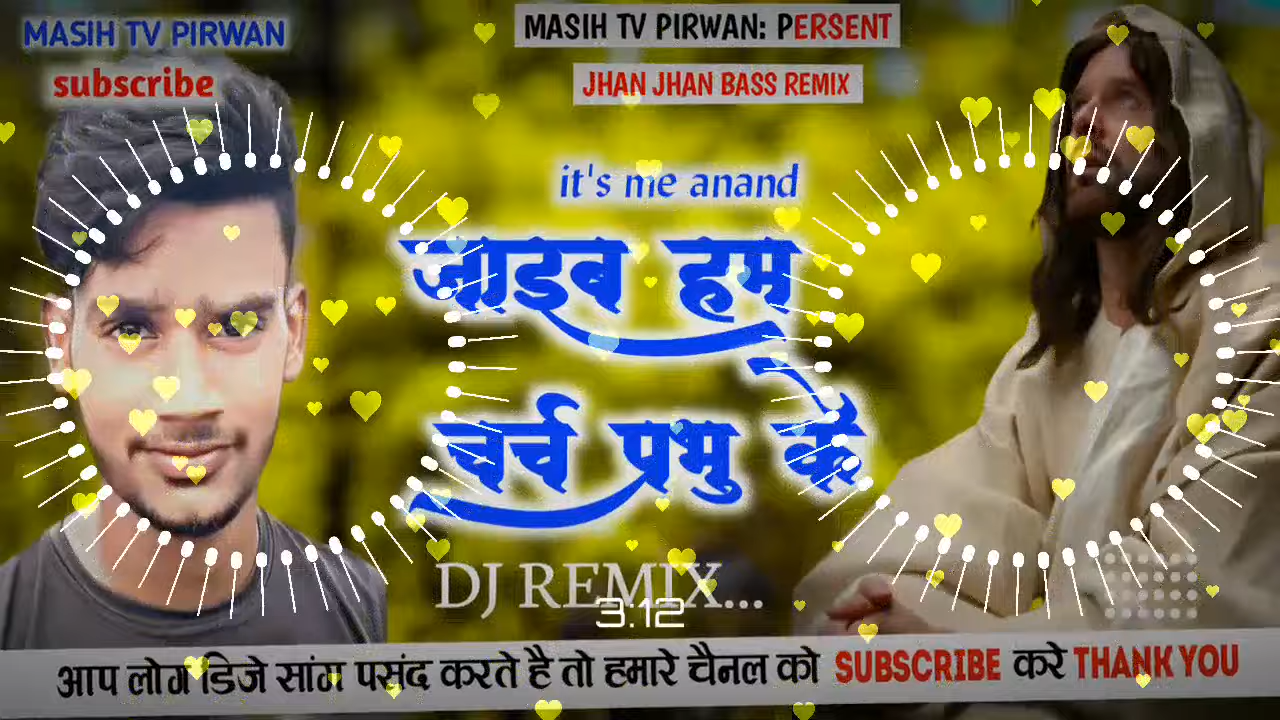 MASIH TV PIRWAN
subscribe
MASIH TV PIRWAN: PERSENT
JHAN JHAN BASS REMIX
it's me anand
जाइब हम
चर्च प्रभु के
DJ REMIX...
3.12
आप लोग डिजे सांग पसंद करते है तो हमारे चैनल को SUBSCRIBE करे THANK YOU